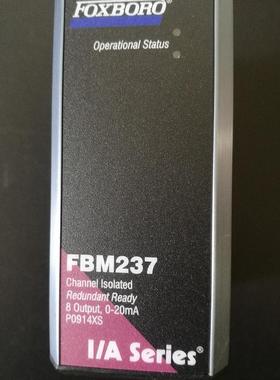 FOXBORO®
Operational Status
FBM237
Channel Isolated
Redundant Ready
8 Output, 0-20mA
P0914XS
I/A Series®